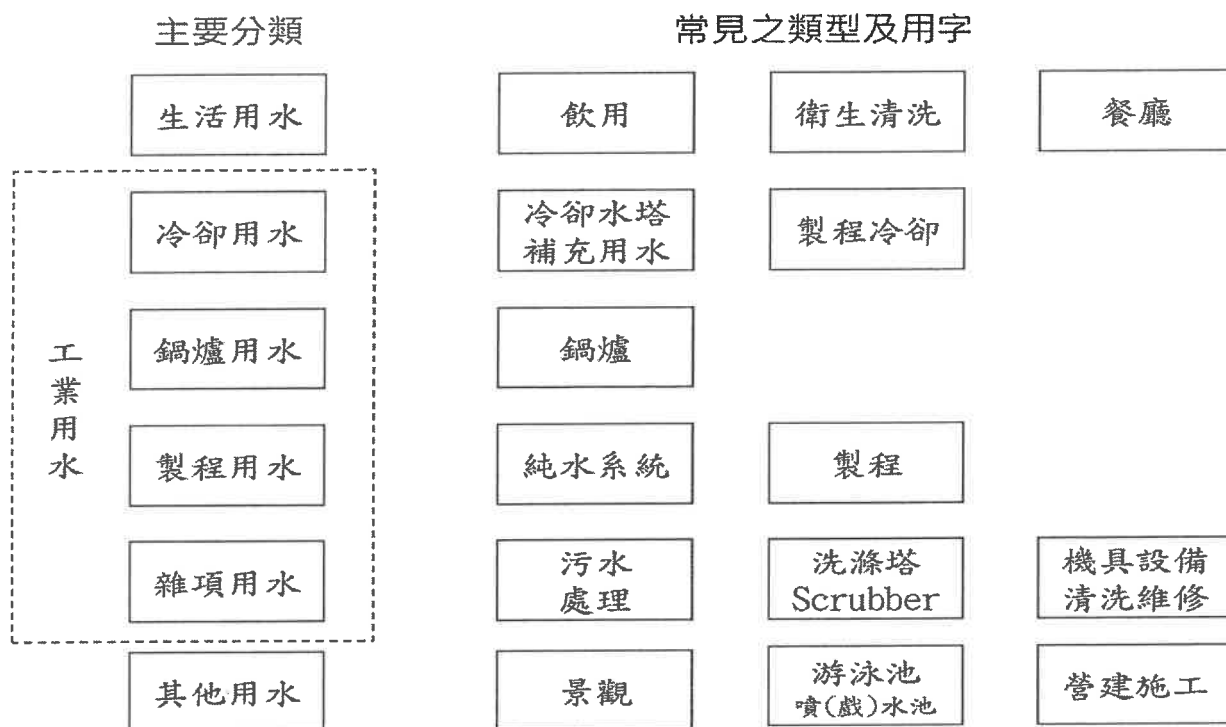 主要分類
常見之類型及用字
生活用水
飲用
衛生清洗
餐廳
工業用水
冷卻用水
冷卻水塔
補充用水
製程冷卻
鍋爐用水
鍋爐
製程用水
純水系統
製程
雜項用水
污水
處理
洗滌塔
Scrubber
機具設備
清洗維修
其他用水
景觀
游泳池
噴(戲)水池
營建施工